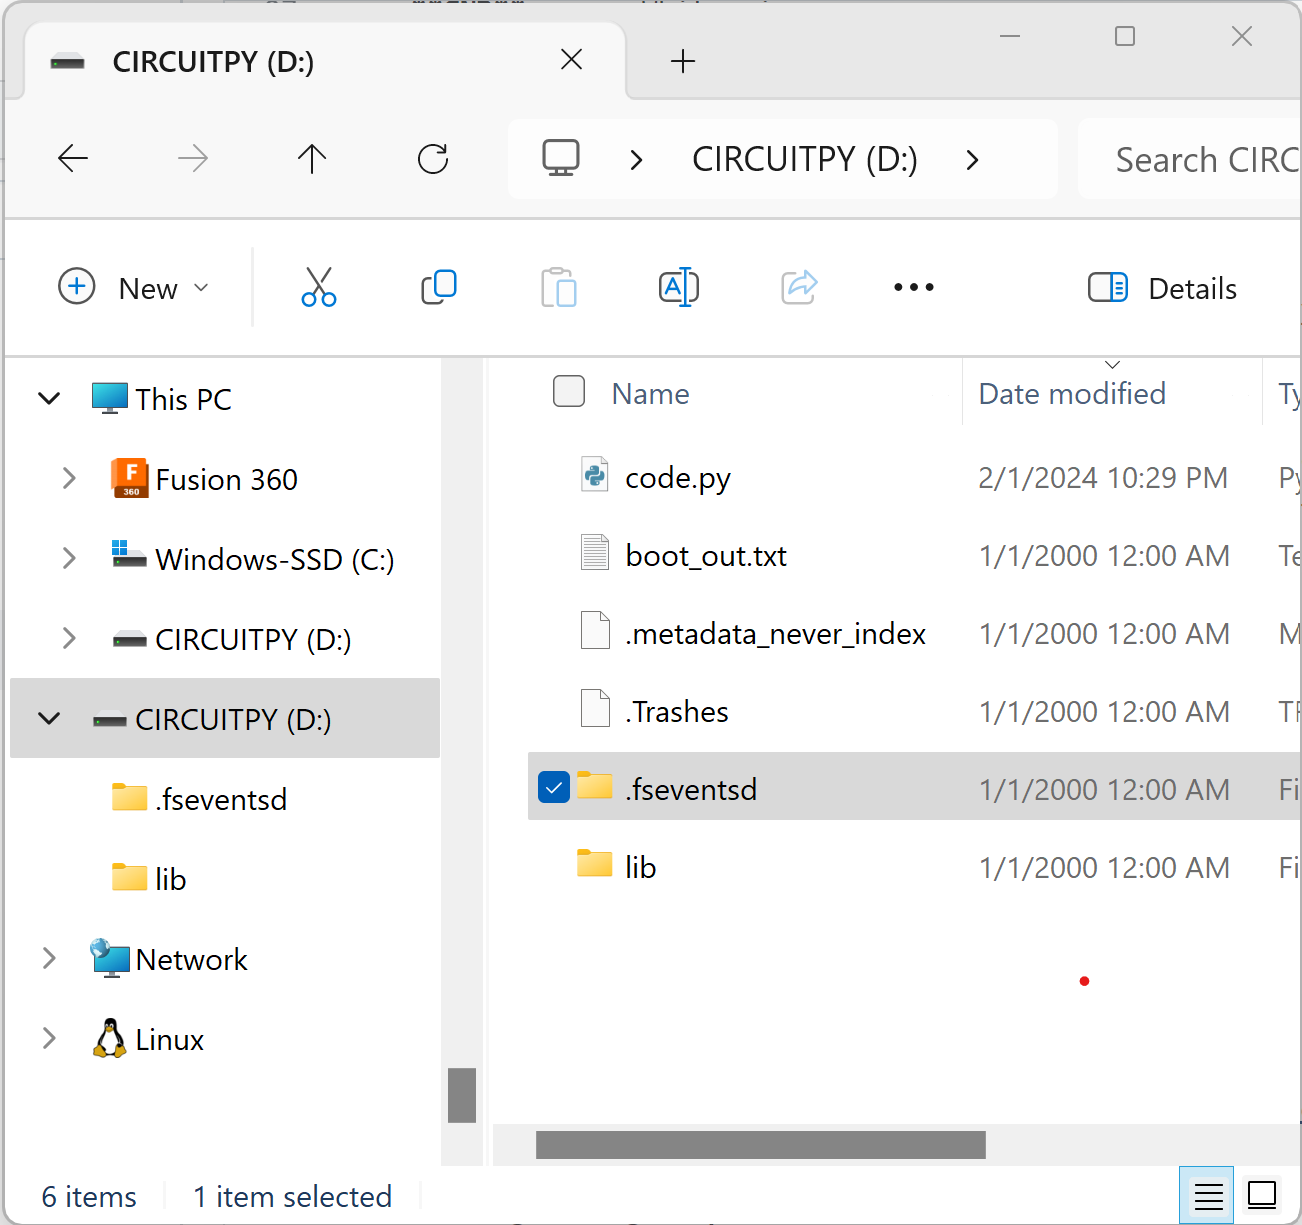 CIRCUITPY (D:)
CIRCUITPY (D:)
Search CIRC
New
Details
This PC
Fusion 360
Windows-SSD (C:)
CIRCUITPY (D:)
CIRCUITPY (D:)
.fseventsd
lib
Network
Linux
Name Date modified Ty
code.py 2/1/2024 10:29 PM Py
boot_out.txt 1/1/2000 12:00 AM Te
.metadata_never_index 1/1/2000 12:00 AM M
.Trashes 1/1/2000 12:00 AM
.fseventsd 1/1/2000 12:00 AM Fi
lib 1/1/2000 12:00 AM Fi
6 items 1 item selected